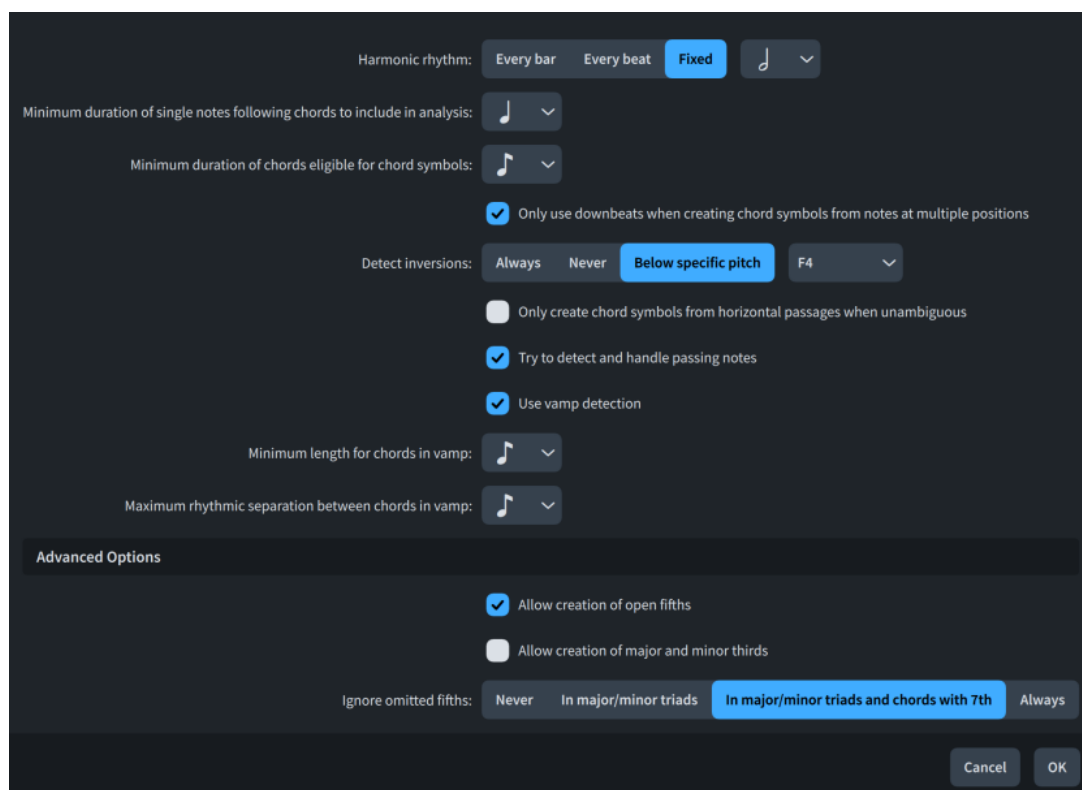 Harmonic rhythm: Every bar Every beat Fixed
Minimum duration of single notes following chords to include in analysis:
Minimum duration of chords eligible for chord symbols:
Only use downbeats when creating chord symbols from notes at multiple positions
Detect inversions: Always Never Below specific pitch F4
Only create chord symbols from horizontal passages when unambiguous
Try to detect and handle passing notes
Use vamp detection
Minimum length for chords in vamp:
Maximum rhythmic separation between chords in vamp:
Advanced Options
Allow creation of open fifths
Allow creation of major and minor thirds
Ignore omitted fifths: Never In major/minor triads In major/minor triads and chords with 7th Always
Cancel OK